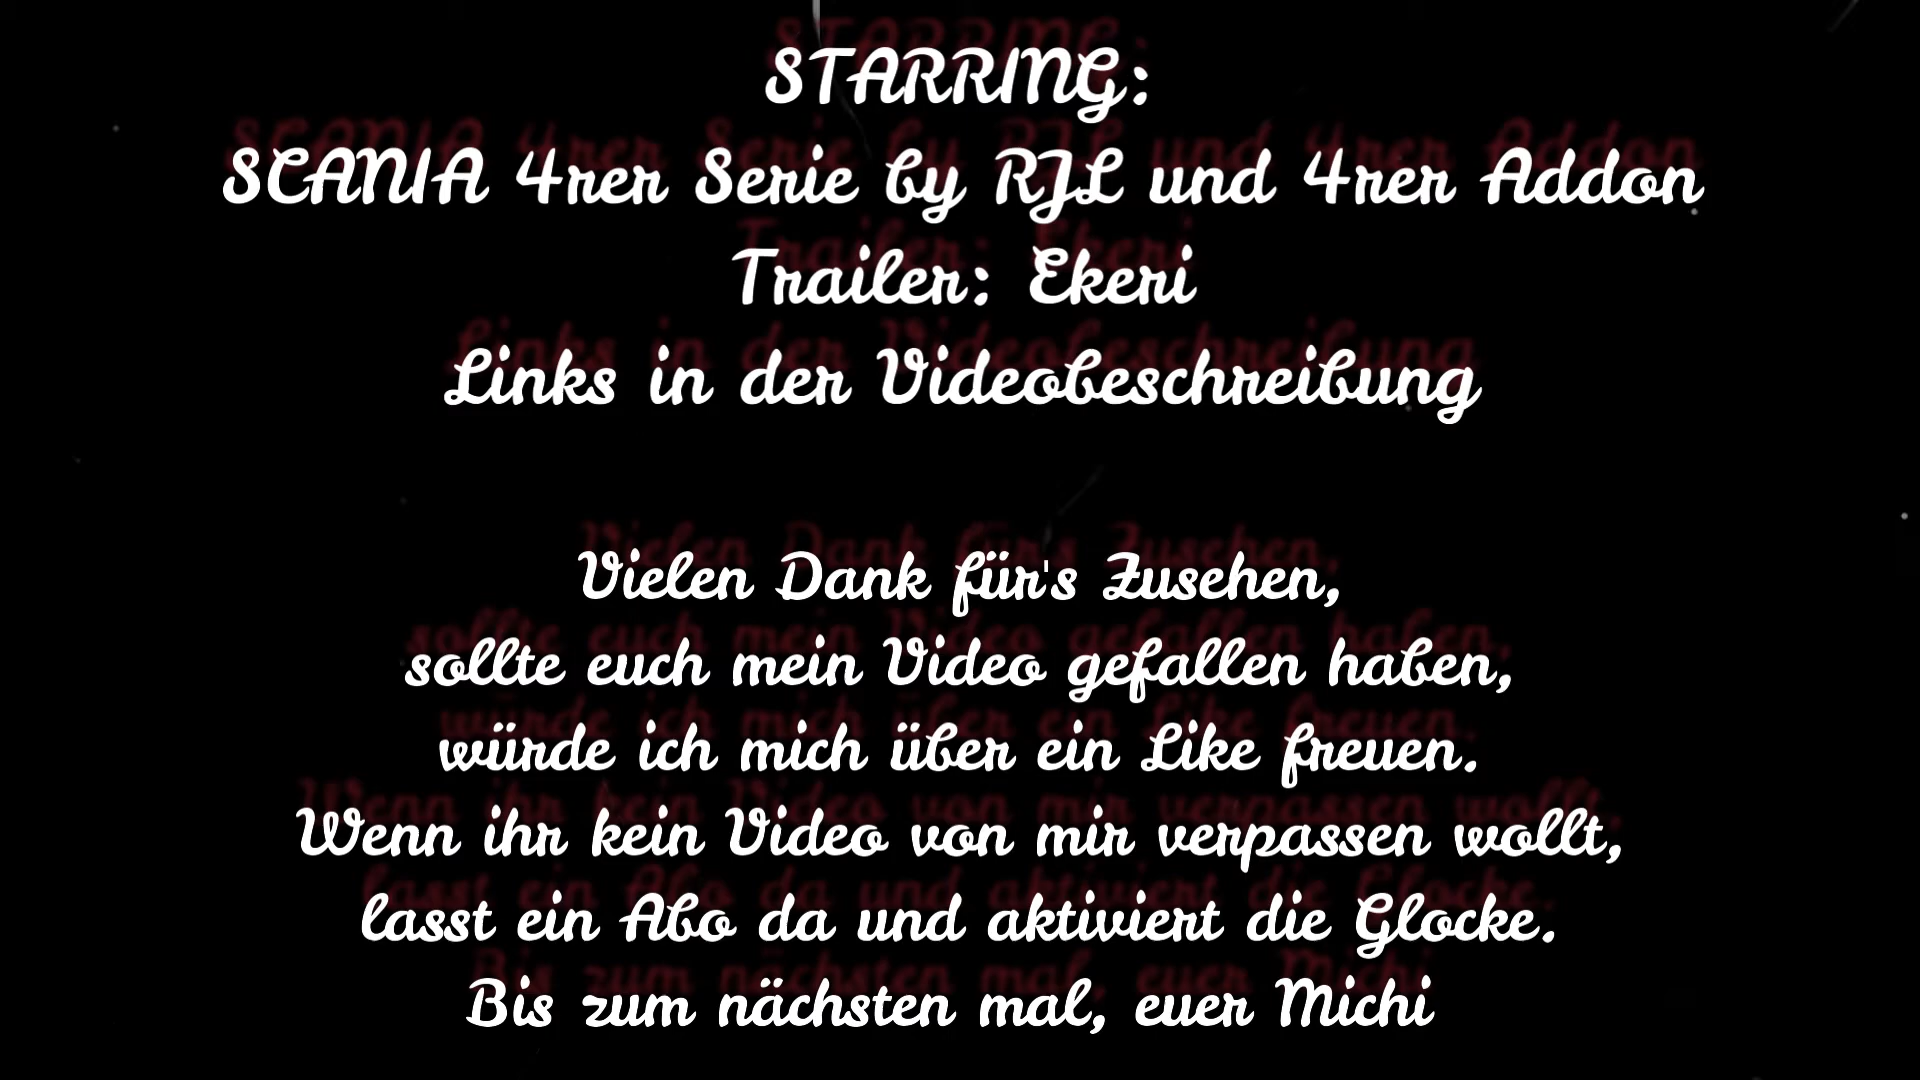 STARRING:
SCANIA 4rer Serie by RJL und 4rer Addon
Trailer: Ekeri
Links in der Videobeschreibung
Vielen Dank für's Zusehen,
sollte euch mein Video gefallen haben,
würde ich mich über ein Like freuen.
Wenn ihr kein Video von mir verpassen wollt,
lasst ein Abo da und aktiviert die Glocke.
Bis zum nächsten mal, euer Michi